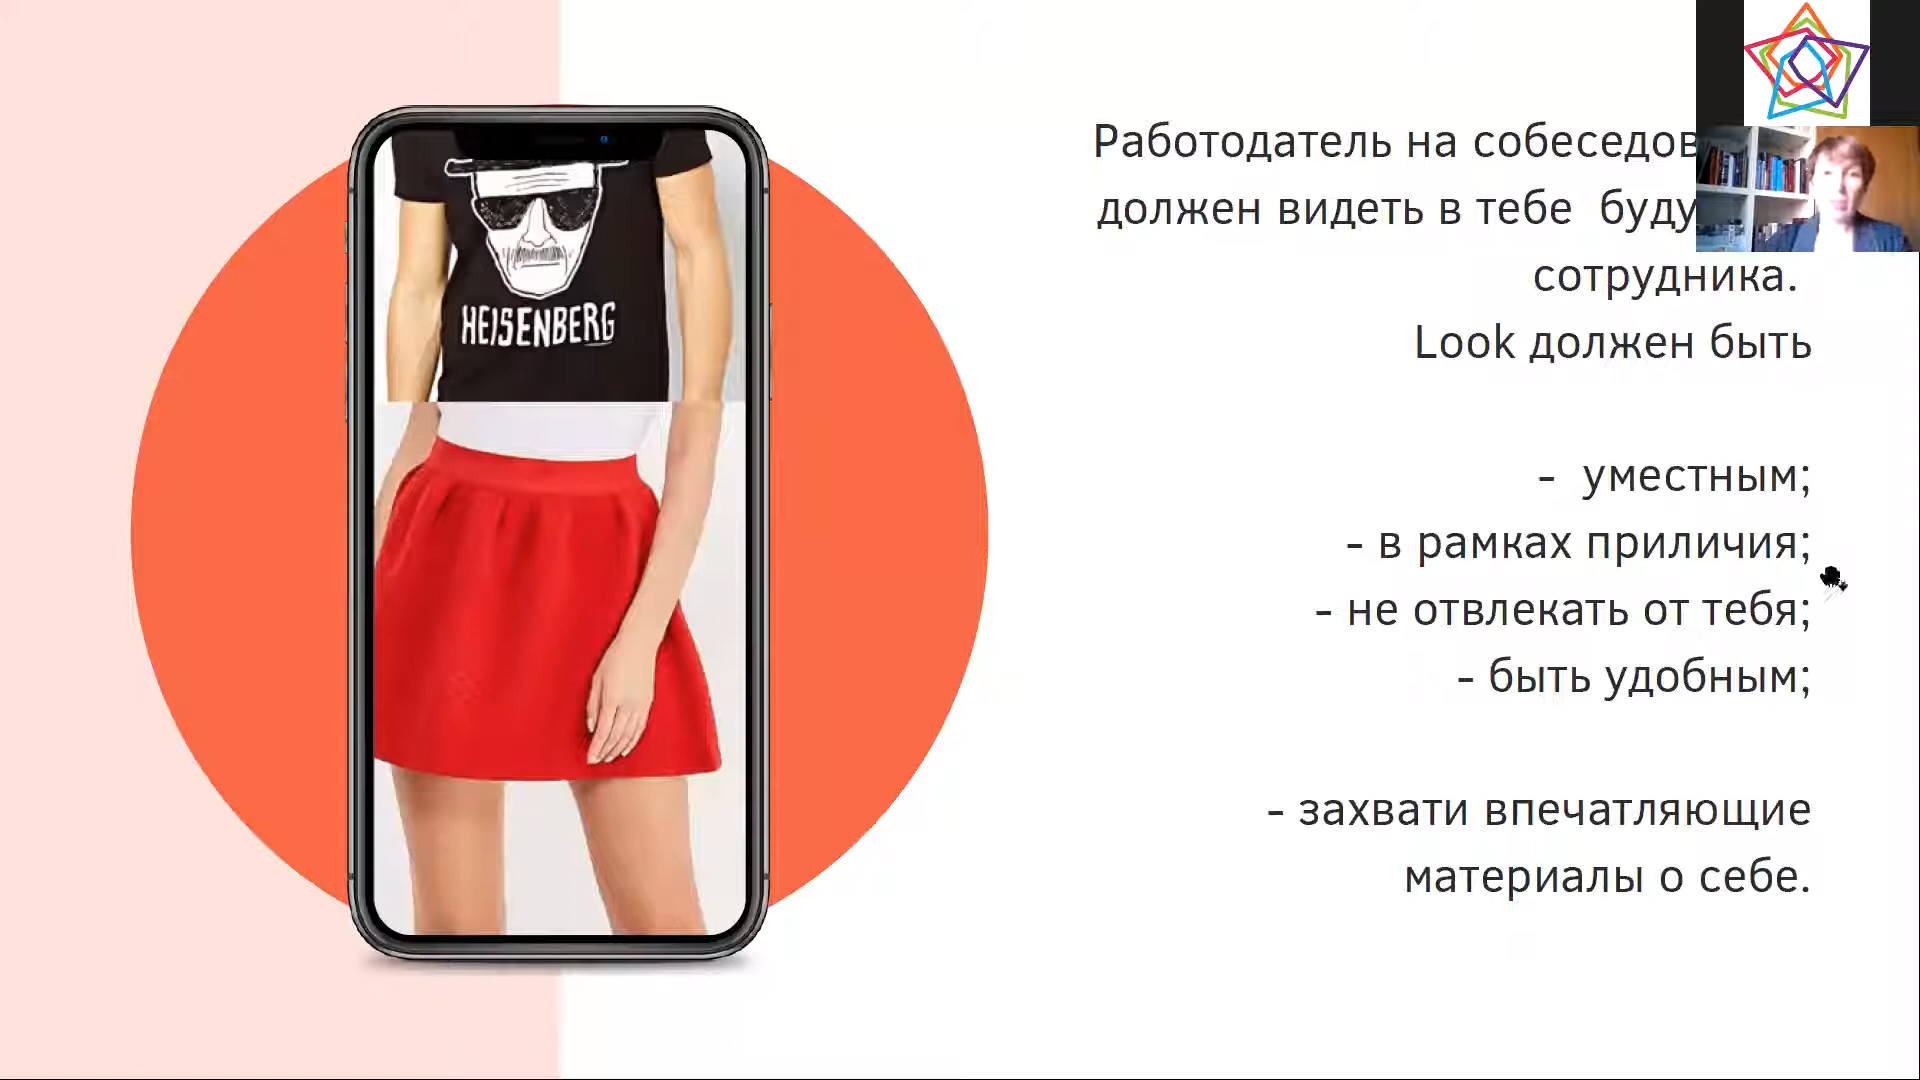 HEISENBERG
Работодатель на собеседов
должен видеть в тебе буду
сотрудника.
Look должен быть
- уместным;
- в рамках приличия;
- не отвлекать от тебя;
- быть удобным;
- захвати впечатляющие
материалы о себе.